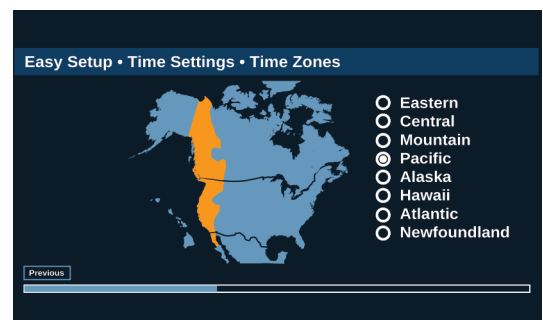 Easy Setup • Time Settings • Time Zones
Eastern
Central
Mountain
Pacific
Alaska
Hawaii
Atlantic
Newfoundland
Previous